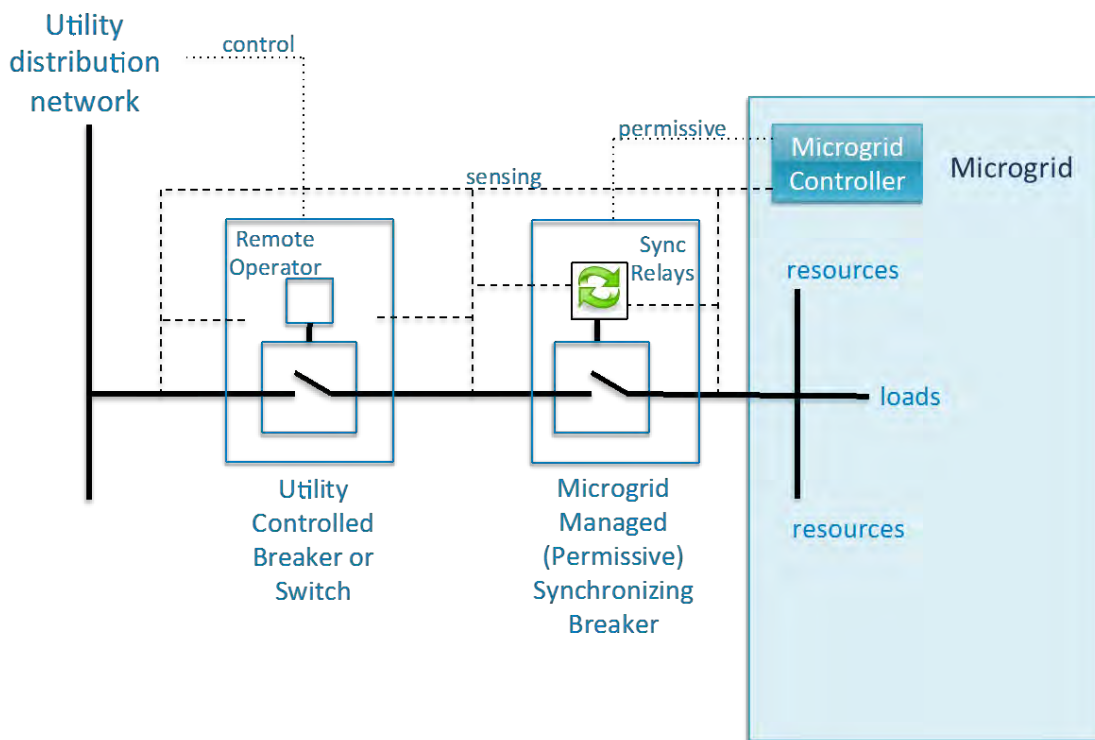 Utility
distribution
network
control
permissive
sensing
Microgrid
Controller
Microgrid
Remote
Operator
Sync
Relays
resources
loads
resources
Utility
Controlled
Breaker or
Switch
Microgrid
Managed
(Permissive)
Synchronizing
Breaker